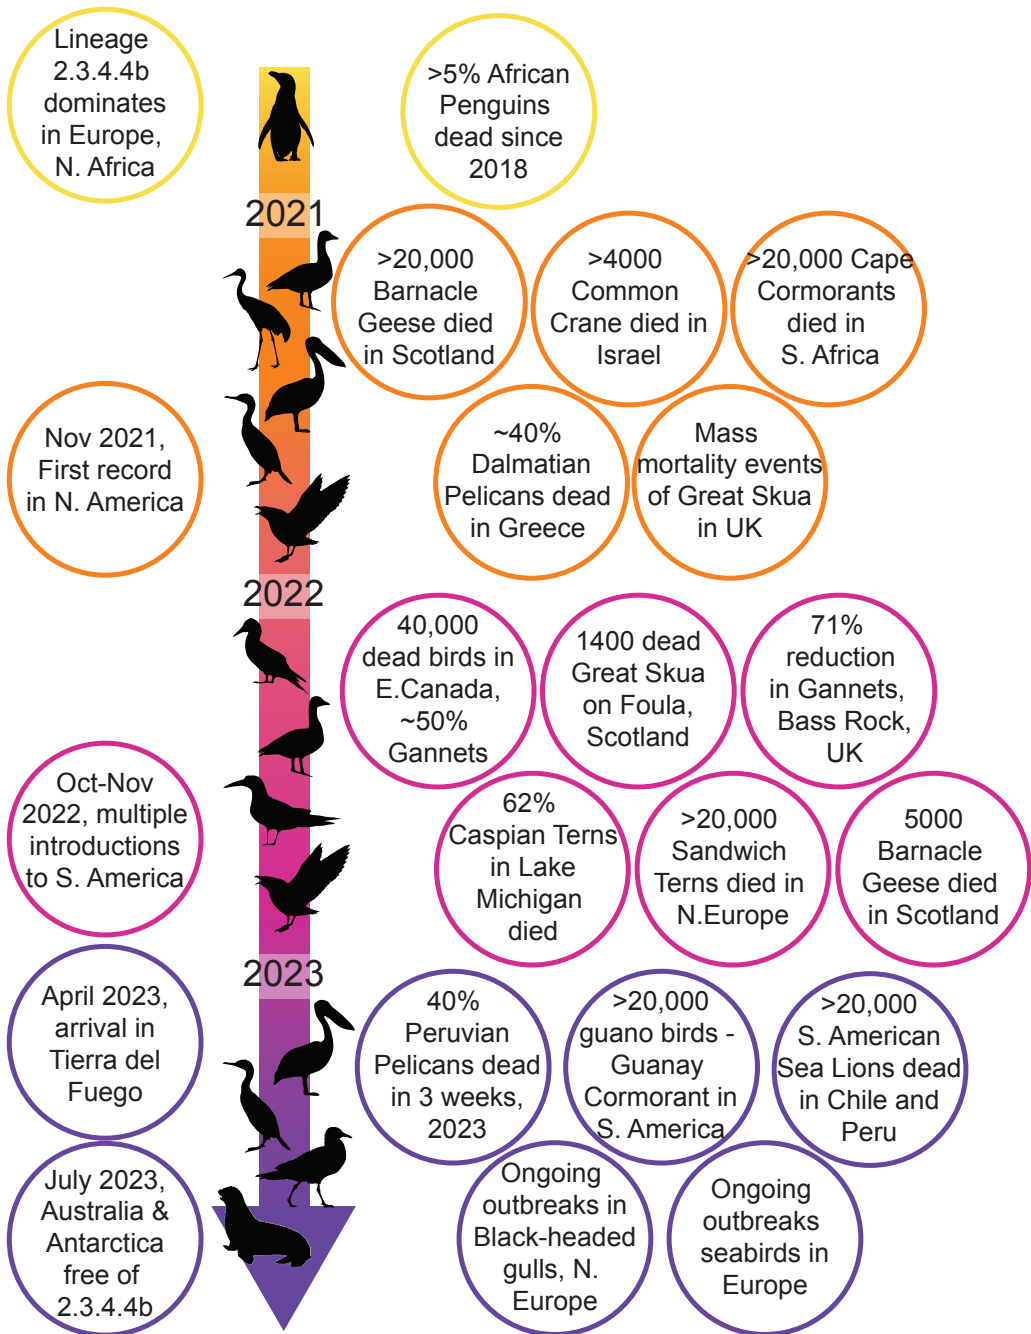 Lineage
2.3.4.4b
dominates
in Europe,
N. Africa
>5% African
Penguins
dead since
2018
2021
>20,000
Barnacle
Geese died
in Scotland
>4000
Common
Crane died in
Israel
>20,000 Cape
Cormorants
died in
S. Africa
Nov 2021,
First record
in N. America
~40%
Dalmatian
Pelicans dead
in Greece
Mass
mortality events
of Great Skua
in UK
2022
40,000
dead birds in
E.Canada,
~50%
Gannets
1400 dead
Great Skua
on Foula,
Scotland
71%
reduction
in Gannets,
Bass Rock,
UK
Oct-Nov
2022, multiple
introductions
to S. America
62%
Caspian Terns
in Lake
Michigan
died
>20,000
Sandwich
Terns died in
N.Europe
5000
Barnacle
Geese died
in Scotland
2023
April 2023,
arrival in
Tierra del
Fuego
40%
Peruvian
Pelicans dead
in 3 weeks,
2023
>20,000
guano birds -
Guanay
Cormorant in
S. America
>20,000
S. American
Sea Lions dead
in Chile and
Peru
July 2023,
Australia &
Antarctica
free of
2.3.4.4b
Ongoing
outbreaks in
Black-headed
gulls, N.
Europe
Ongoing
outbreaks
seabirds in
Europe